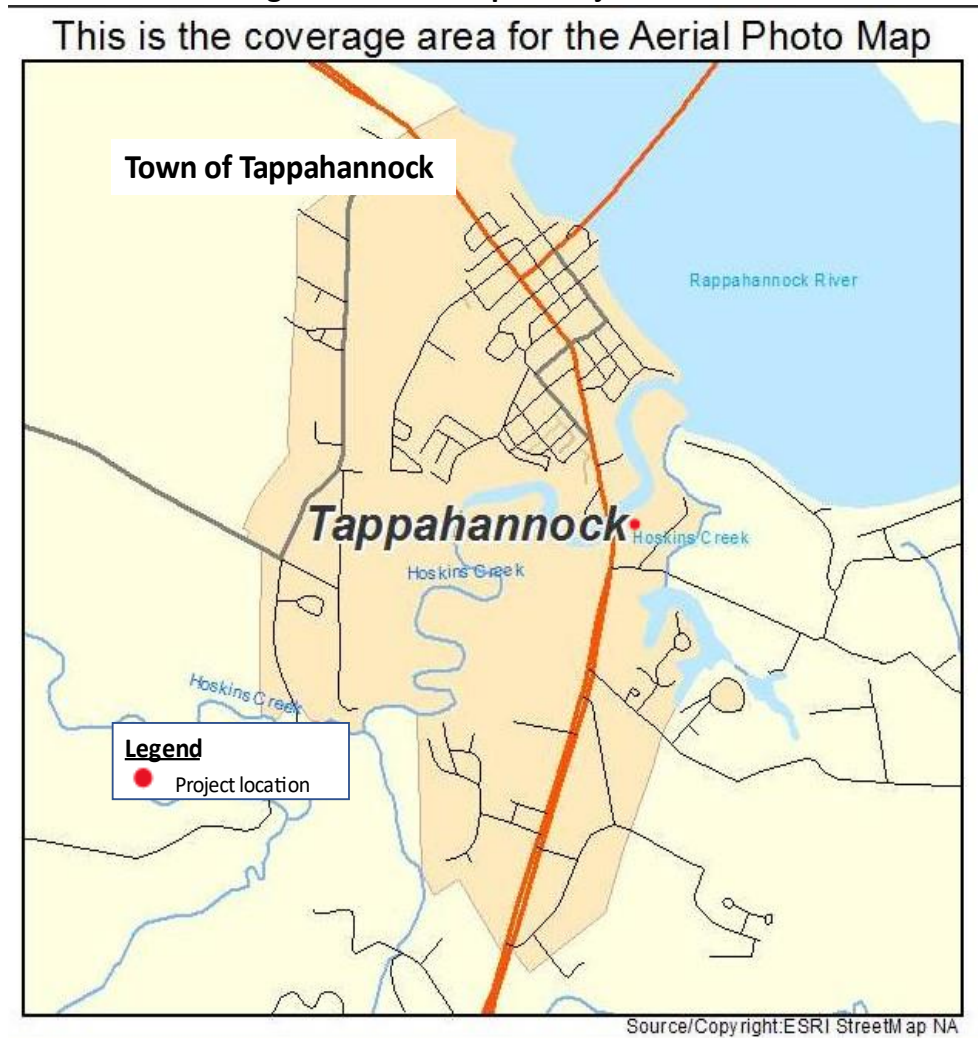 This is the coverage area for the Aerial Photo Map
Town of Tappahannock
Rappahannock River
Tappahannock
Hoskins Creek
Hoskins Creek
Hoskins Creek
Legend
Project location
Source/Copyright:ESRI StreetMap NA